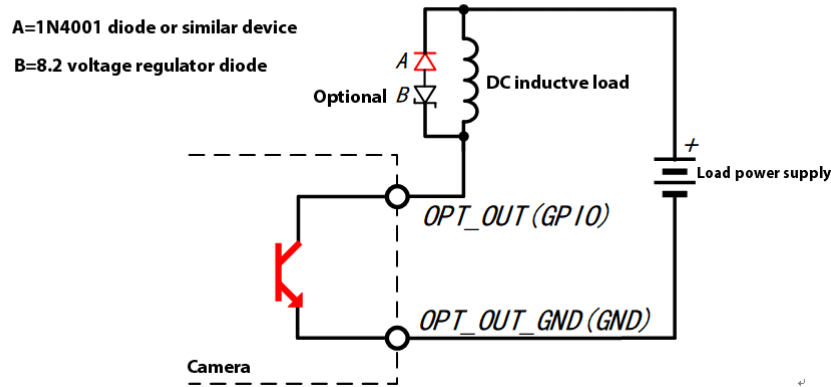 A=1N4001 diode or similar device
B=8.2 voltage regulator diode
A
Optional B
DC inductve load
+
Load power supply
OPT_OUT(GPIO)
OPT_OUT_GND(GND)
Camera